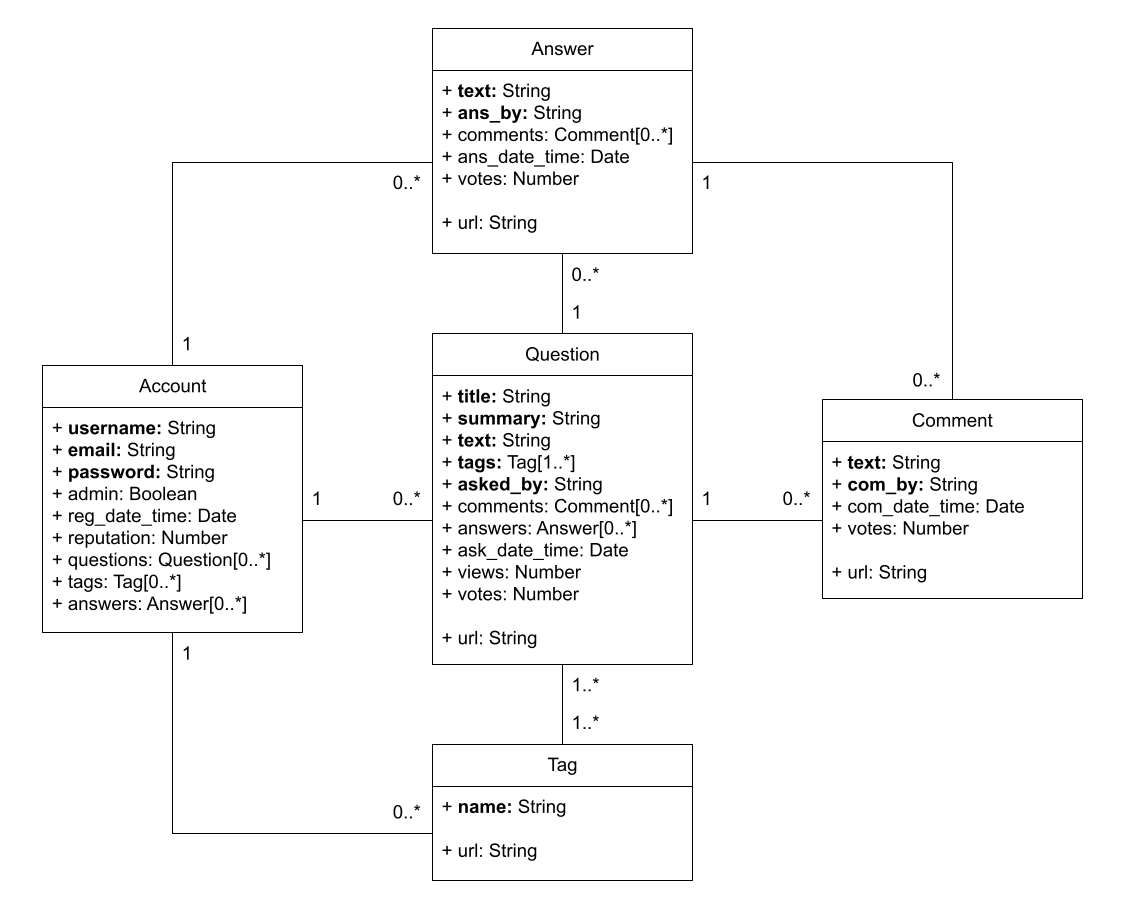 Answer
+ text: String
+ ans_by: String
+ comments: Comment[0..*]
+ ans_date_time: Date
+ votes: Number
+ url: String
0..*
1
0..*
1
1
0..*
Account
+ username: String
+ email: String
+ password: String
+ admin: Boolean
+ reg_date_time: Date
+ reputation: Number
+ questions: Question[0..*]
+ tags: Tag[0..*]
+ answers: Answer[0..*]
1
0..*
Question
+ title: String
+ summary: String
+ text: String
+ tags: Tag[1..*]
+ asked_by: String
+ comments: Comment[0..*]
+ answers: Answer[0..*]
+ ask_date_time: Date
+ views: Number
+ votes: Number
+ url: String
1
0..*
Comment
+ text: String
+ com_by: String
+ com_date_time: Date
+ votes: Number
+ url: String
1
1..*
1..*
0..*
Tag
+ name: String
+ url: String